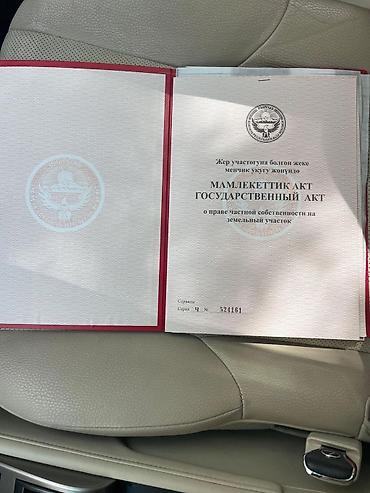 Жер участогуна болгон жеке
менчик укугу жөнүндө
МАМЛЕКЕТТИК АКТ
ГОСУДАРСТВЕННЫЙ АКТ
о праве частной собственности на
земельный участок
Серия Ч № 524161